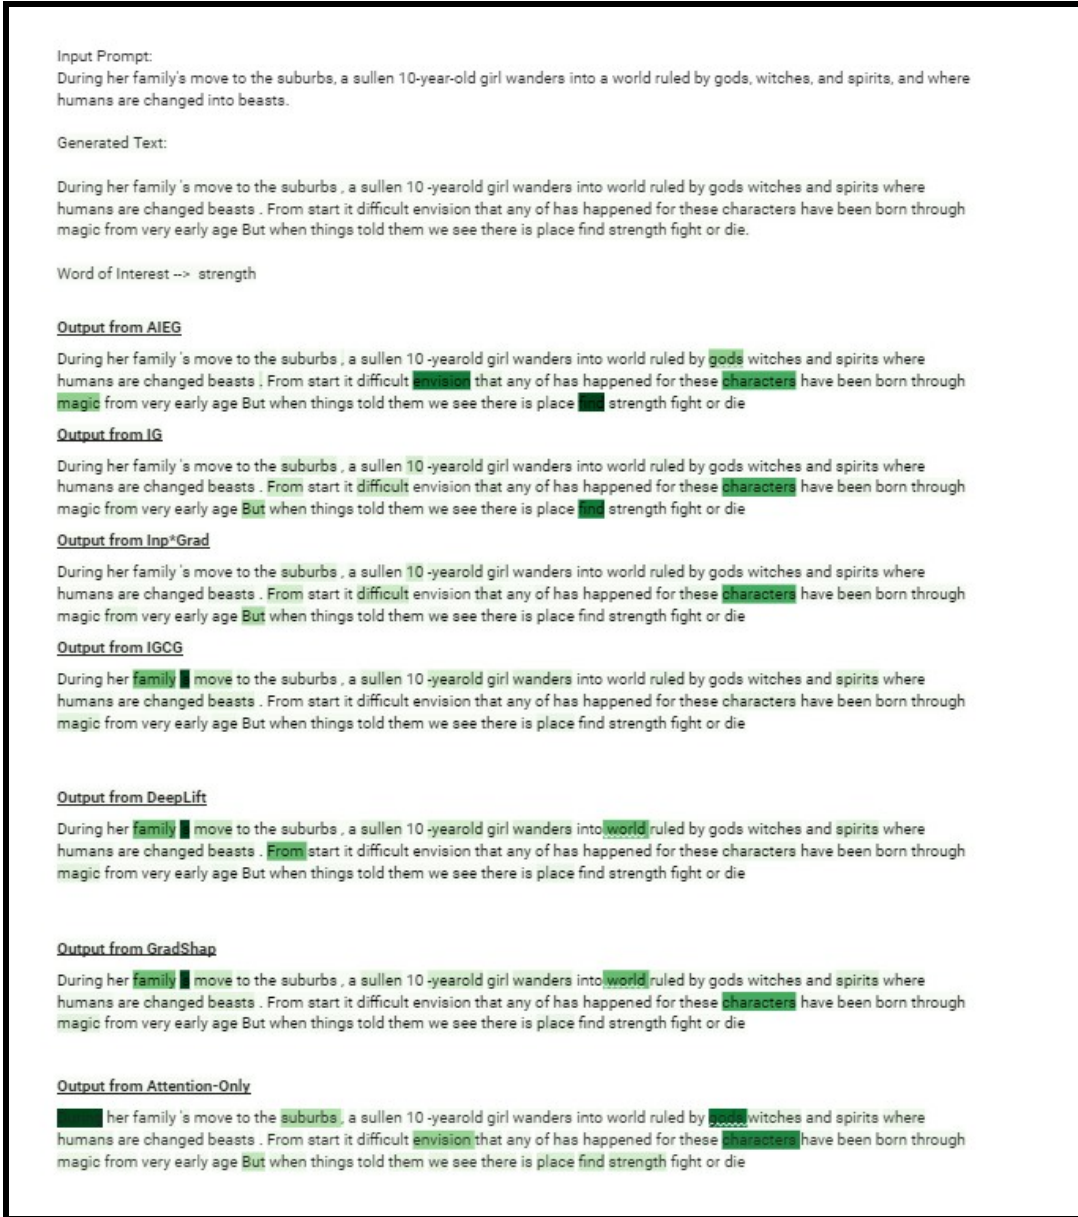 Input Prompt:
During her family's move to the suburbs, a sullen 10-year-old girl wanders into a world ruled by gods, witches, and spirits, and where
humans are changed into beasts.
Generated Text:
During her family 's move to the suburbs , a sullen 10 -yearold girl wanders into world ruled by gods witches and spirits where
humans are changed beasts . From start it difficult envision that any of has happened for these characters have been born through
magic from very early age But when things told them we see there is place find strength fight or die.
Word of Interest --> strength
Output from AIEG
During her family 's move to the suburbs , a sullen 10 -yearold girl wanders into world ruled by gods witches and spirits where
humans are changed beasts . From start it difficult envision that any of has happened for these characters have been born through
magic from very early age But when things told them we see there is place find strength fight or die
Output from IG
During her family 's move to the suburbs , a sullen 10 -yearold girl wanders into world ruled by gods witches and spirits where
humans are changed beasts . From start it difficult envision that any of has happened for these characters have been born through
magic from very early age But when things told them we see there is place find strength fight or die
Output from Inp*Grad
During her family 's move to the suburbs , a sullen 10 -yearold girl wanders into world ruled by gods witches and spirits where
humans are changed beasts . From start it difficult envision that any of has happened for these characters have been born through
magic from very early age But when things told them we see there is place find strength fight or die
Output from IGCG
During her family move to the suburbs , a sullen 10 -yearold girl wanders into world ruled by gods witches and spirits where
humans are changed beasts . From start it difficult envision that any of has happened for these characters have been born through
magic from very early age But when things told them we see there is place find strength fight or die
Output from DeepLift
During her family move to the suburbs , a sullen 10 -yearold girl wanders into world ruled by gods witches and spirits where
humans are changed beasts . From start it difficult envision that any of has happened for these characters have been born through
magic from very early age But when things told them we see there is place find strength fight or die
Output from GradShap
During her family move to the suburbs , a sullen 10 -yearold girl wanders into world ruled by gods witches and spirits where
humans are changed beasts . From start it difficult envision that any of has happened for these characters have been born through
magic from very early age But when things told them we see there is place find strength fight or die
Output from Attention-Only
her family 's move to the suburbs , a sullen 10 -yearold girl wanders into world ruled by gods witches and spirits where
humans are changed beasts . From start it difficult envision that any of has happened for these characters have been born through
magic from very early age But when things told them we see there is place find strength fight or die